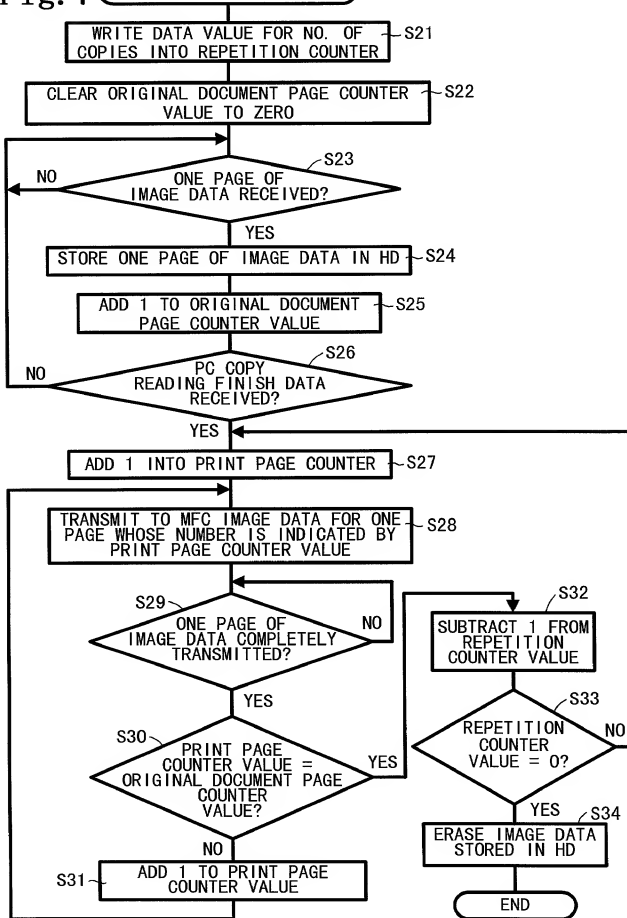 Fig.
WRITE DATA VALUE FOR NO. OF
COPIES INTO REPETITION COUNTER
S21
CLEAR ORIGINAL DOCUMENT PAGE COUNTER
VALUE TO ZERO
S22
S23
NO
ONE PAGE OF
IMAGE DATA RECEIVED?
YES
STORE ONE PAGE OF IMAGE DATA IN HD
S24
ADD 1 TO ORIGINAL DOCUMENT
PAGE COUNTER VALUE
S25
S26
NO
PC COPY
READING FINISH DATA
RECEIVED?
YES
ADD 1 INTO PRINT PAGE COUNTER
S27
TRANSMIT TO MFC IMAGE DATA FOR ONE
PAGE WHOSE NUMBER IS INDICATED BY
PRINT PAGE COUNTER VALUE
S28
S29
ONE PAGE OF
IMAGE DATA COMPLETELY
TRANSMITTED?
NO
YES
S30
PRINT PAGE
COUNTER VALUE =
ORIGINAL DOCUMENT PAGE
COUNTER
VALUE?
YES
NO
S31
ADD 1 TO PRINT PAGE
COUNTER VALUE
S32
SUBTRACT 1 FROM
REPETITION
COUNTER VALUE
S33
REPETITION
COUNTER
VALUE = 0?
NO
YES
S34
ERASE IMAGE DATA
STORED IN HD
END